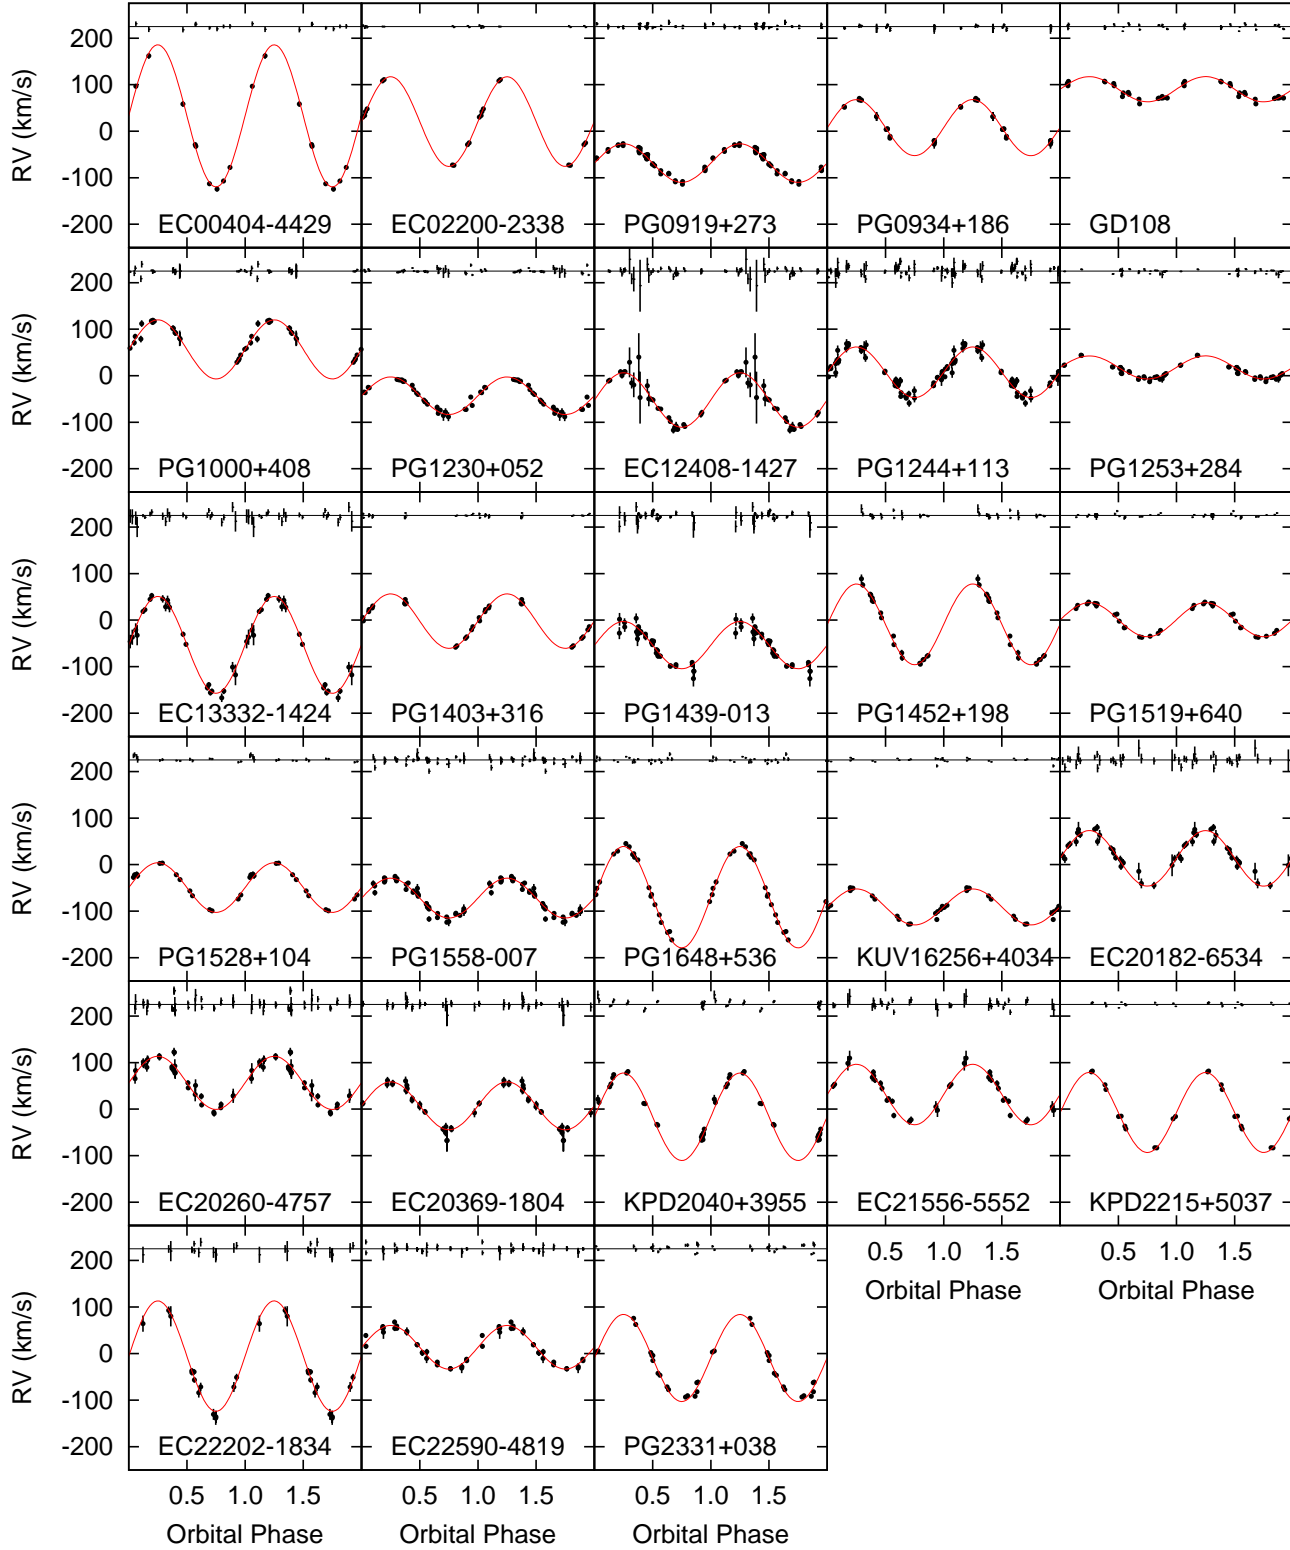 RV (km/s)
200
100
0
-100
-200
EC00404-4429
EC02200-2338
PG0919+273
PG0934+186
GD108
RV (km/s)
200
100
0
-100
-200
PG1000+408
PG1230+052
EC12408-1427
PG1244+113
PG1253+284
RV (km/s)
200
100
0
-100
-200
EC13332-1424
PG1403+316
PG1439-013
PG1452+198
PG1519+640
RV (km/s)
200
100
0
-100
-200
PG1528+104
PG1558-007
PG1648+536
KUV16256+4034
EC20182-6534
RV (km/s)
200
100
0
-100
-200
EC20260-4757
EC20369-1804
KPD2040+3955
EC21556-5552
KPD2215+5037
0.5 1.0 1.5
0.5 1.0 1.5
Orbital Phase
Orbital Phase
RV (km/s)
200
100
0
-100
-200
EC22202-1834
EC22590-4819
PG2331+038
0.5 1.0 1.5
0.5 1.0 1.5
0.5 1.0 1.5
Orbital Phase
Orbital Phase
Orbital Phase